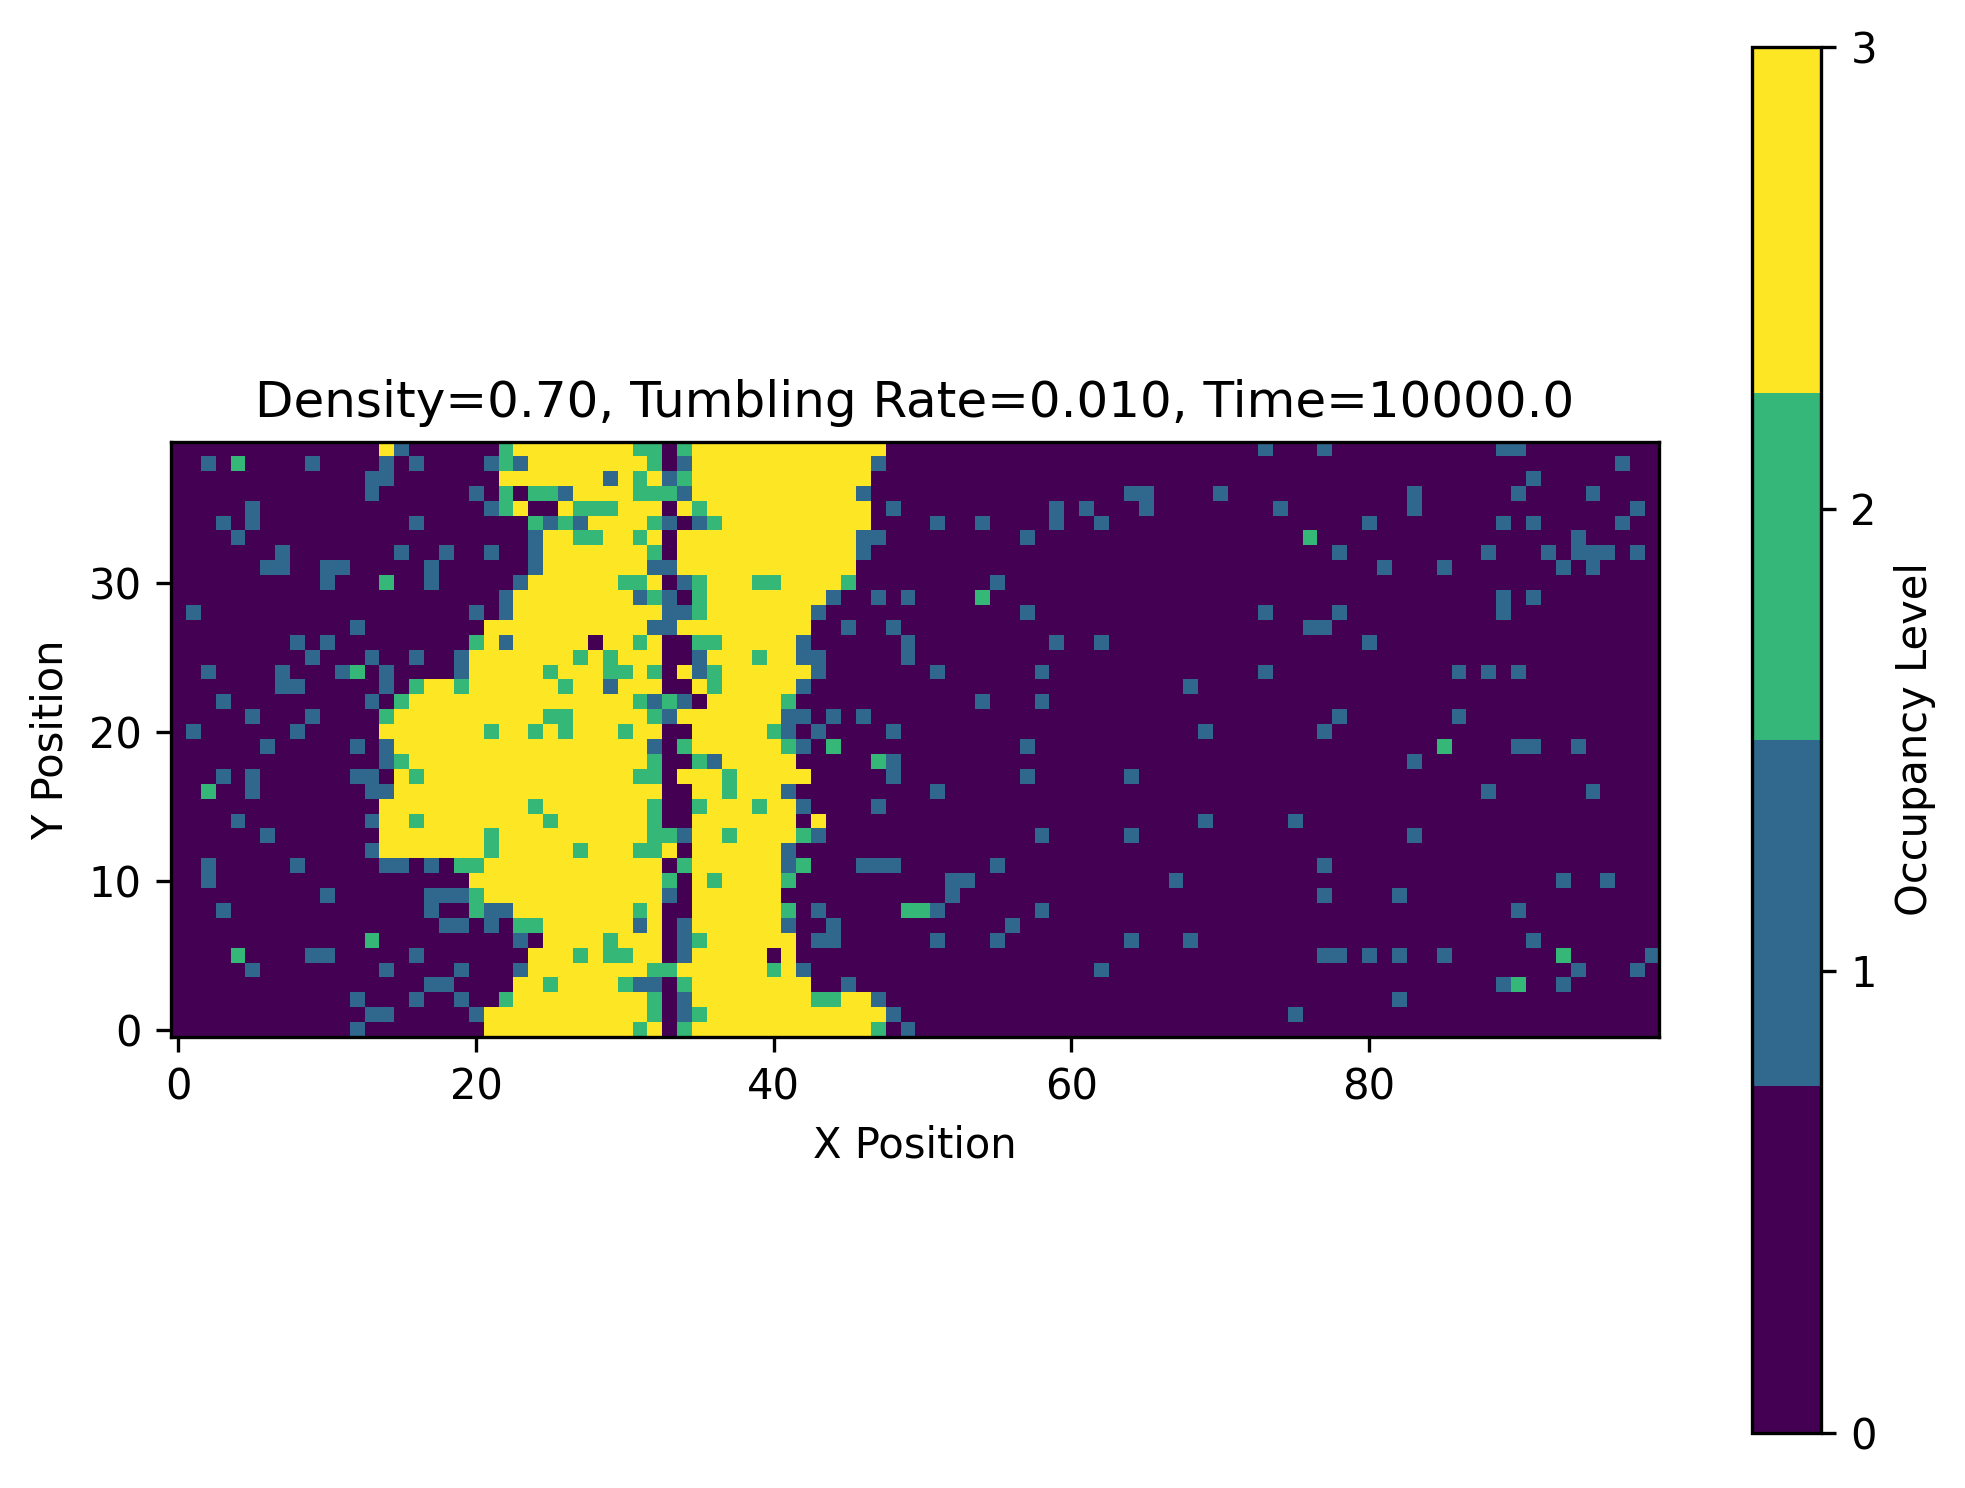 Density=0.70, Tumbling Rate=0.010, Time=10000.0
Y Position
30
20
10
0
0 20 40 60 80
X Position
3
2
1
0
Occupancy Level